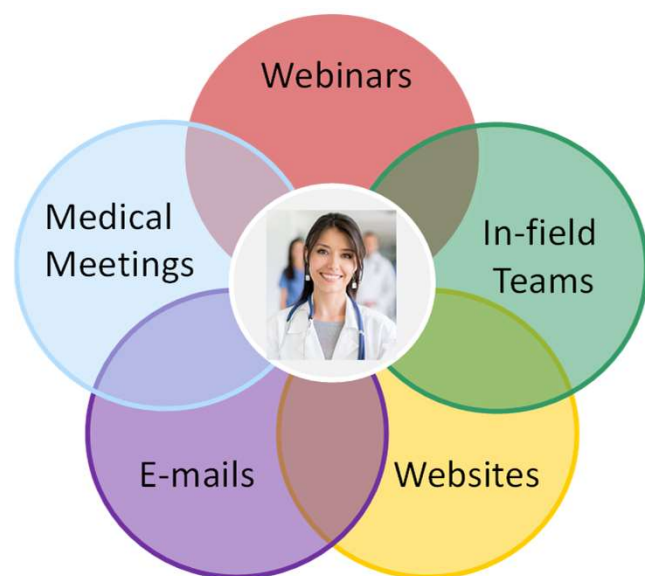 Webinars
Medical
Meetings
In-field
Teams
E-mails
Websites